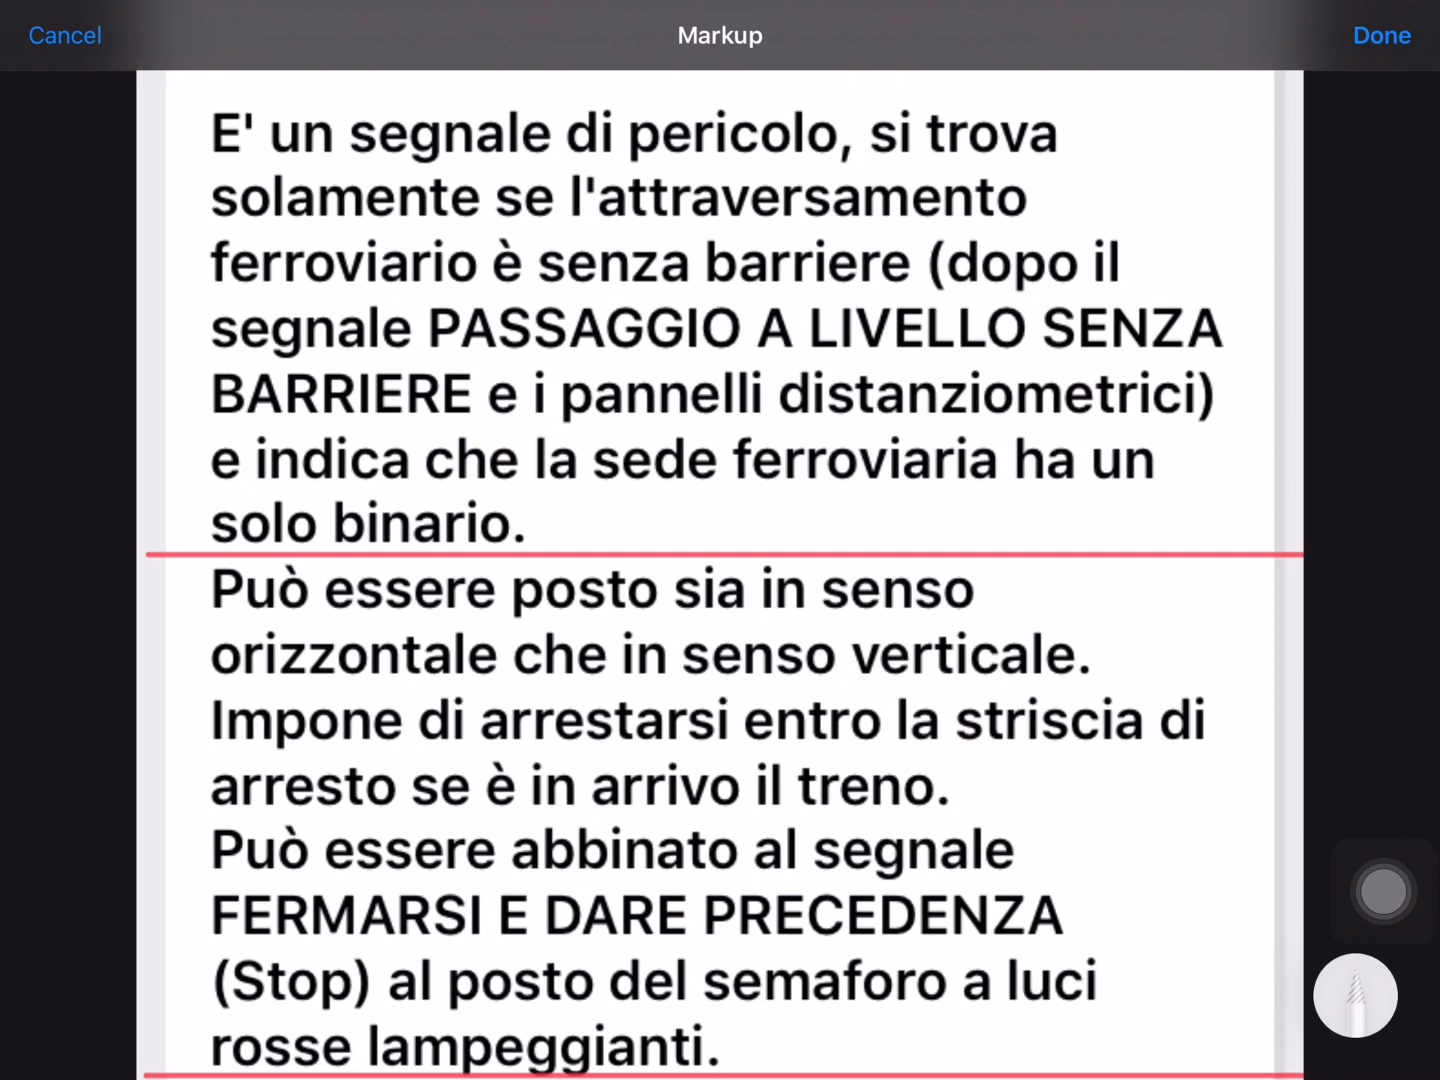 Cancel
Markup
Done
E' un segnale di pericolo, si trova
solamente se l'attraversamento
ferroviario è senza barriere (dopo il
segnale PASSAGGIO A LIVELLO SENZA
BARRIERE e i pannelli distanziometrici)
e indica che la sede ferroviaria ha un
solo binario.
Può essere posto sia in senso
orizzontale che in senso verticale.
Impone di arrestarsi entro la striscia di
arresto se è in arrivo il treno.
Può essere abbinato al segnale
FERMARSI E DARE PRECEDENZA
(Stop) al posto del semaforo a luci
rosse lampeggianti.